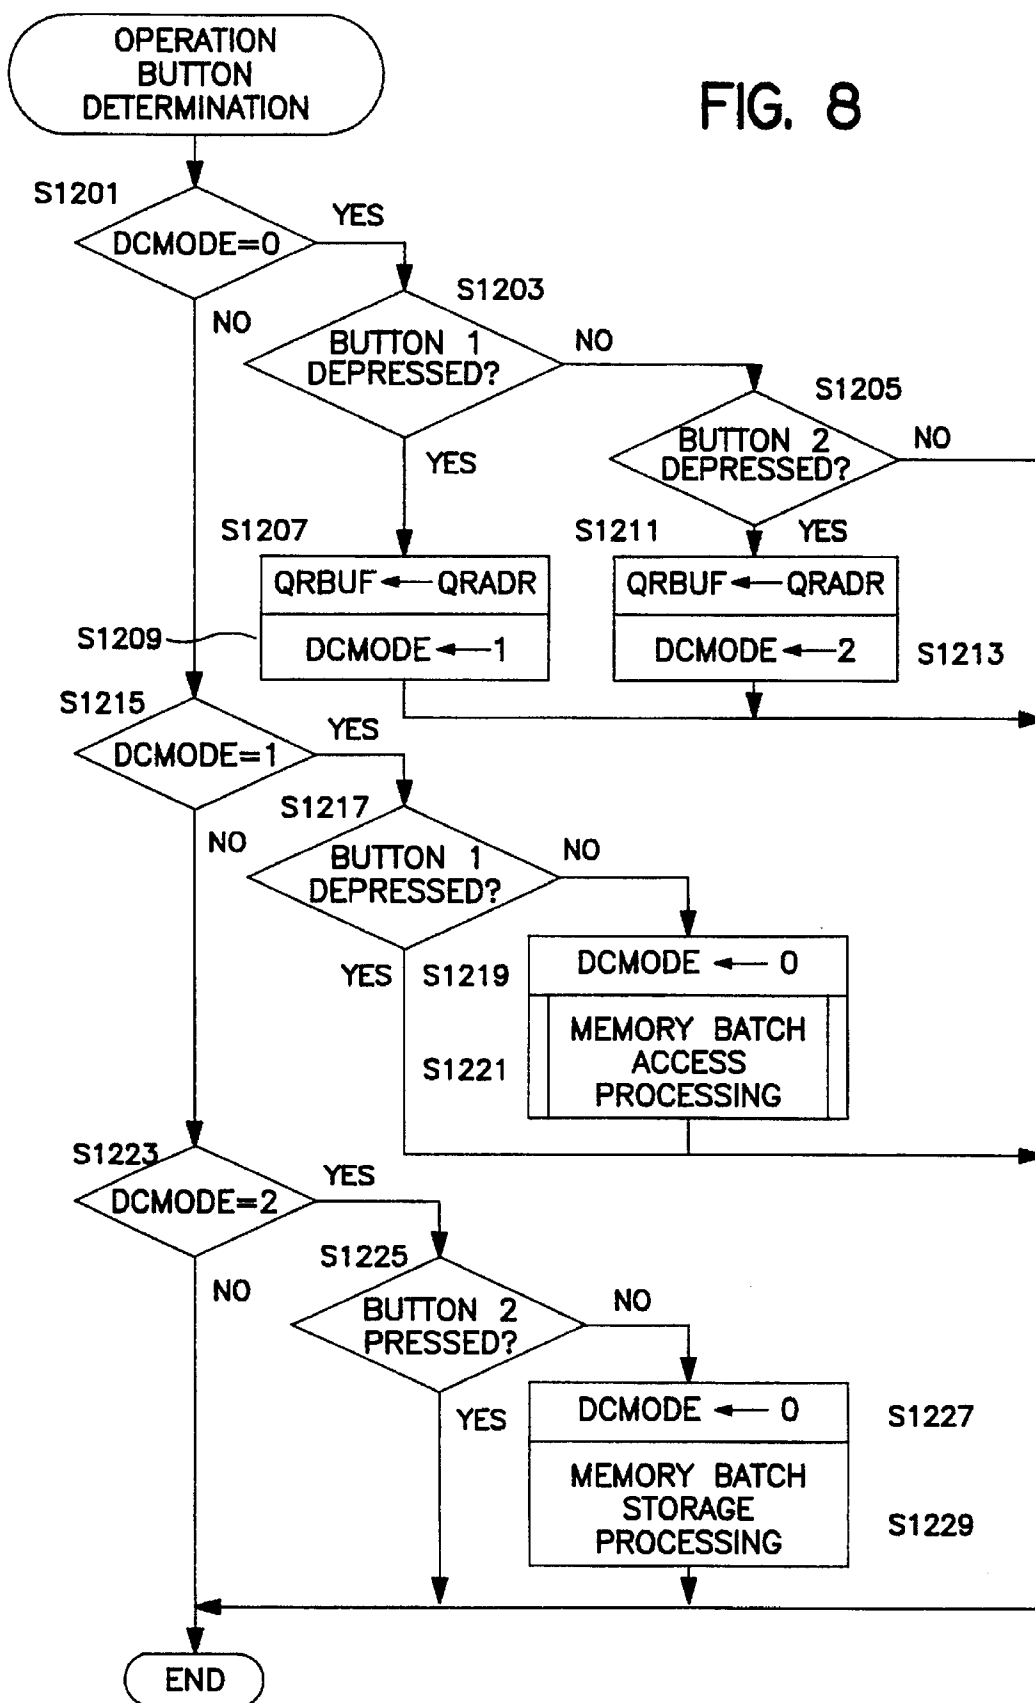 OPERATION
BUTTON
DETERMINATION
FIG. 8
S1201
DCMODE=0
YES
NO
S1203
BUTTON 1
DEPRESSED?
NO
YES
S1205
BUTTON 2
DEPRESSED?
NO
YES
S1207
QRBUF ← QRADR
S1209
DCMODE ← 1
S1211
QRBUF ← QRADR
DCMODE ← 2
S1213
S1215
DCMODE=1
YES
NO
S1217
BUTTON 1
DEPRESSED?
NO
YES
S1219
DCMODE ← 0
S1221
MEMORY BATCH
ACCESS
PROCESSING
S1223
DCMODE=2
YES
NO
S1225
BUTTON 2
PRESSED?
NO
YES
DCMODE ← 0
S1227
MEMORY BATCH
STORAGE
PROCESSING
S1229
END